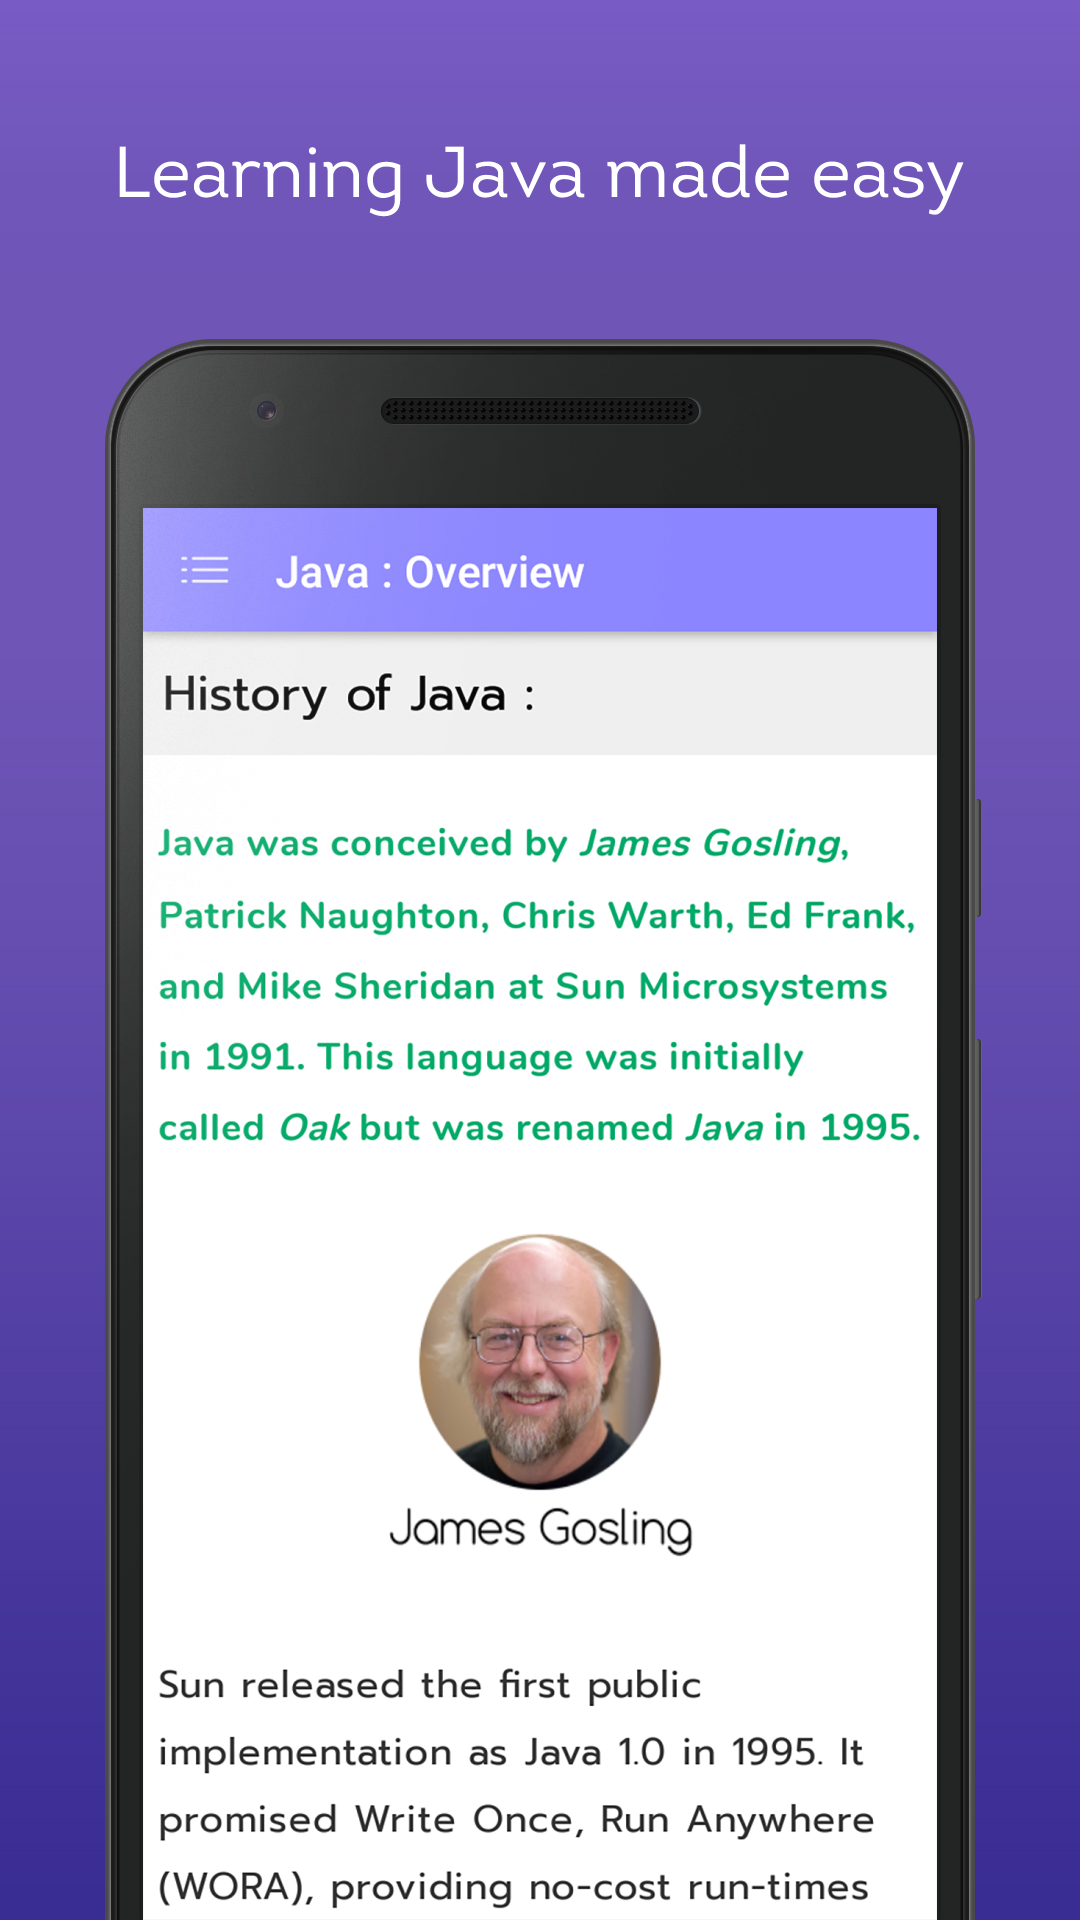 Learning Java made easy
Java : Overview
History of Java :
Java was conceived by James Gosling,
Patrick Naughton, Chris Warth, Ed Frank,
and Mike Sheridan at Sun Microsystems
in 1991. This language was initially
called Oak but was renamed Java in 1995.
James Gosling
Sun released the first public
implementation as Java 1.0 in 1995. It
promised Write Once, Run Anywhere
(WORA), providing no-cost run-times